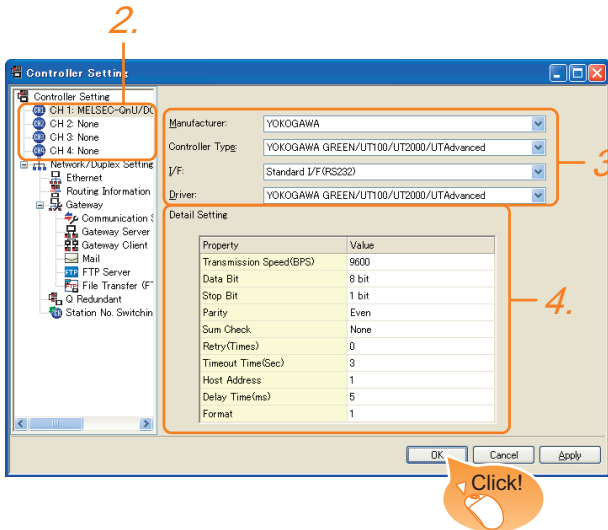 2.
Controller Setting
Controller Setting
CH 1: MELSEC-QnU/DC
CH 2: None
CH 3: None
CH 4: None
Network/Duplex Setting
Ethernet
Routing Information
Gateway
Communication S
Gateway Server
Gateway Client
Mail
FTP FTP Server
File Transfer (F
Q Redundant
Station No. Switchin
Manufacturer: YOKOGAWA
Controller Type: YOKOGAWA GREEN/UT100/UT2000/UTAdvanced
I/F: Standard I/F(RS232)
Driver: YOKOGAWA GREEN/UT100/UT2000/UTAdvanced
3
Detail Setting
Property Value
Transmission Speed(BPS) 9600
Data Bit 8 bit
Stop Bit 1 bit
Parity Even
Sum Check None
Retry(Times) 0
Timeout Time(Sec) 3
Host Address 1
Delay Time(ms) 5
Format 1
4.
OK Cancel Apply
Click!